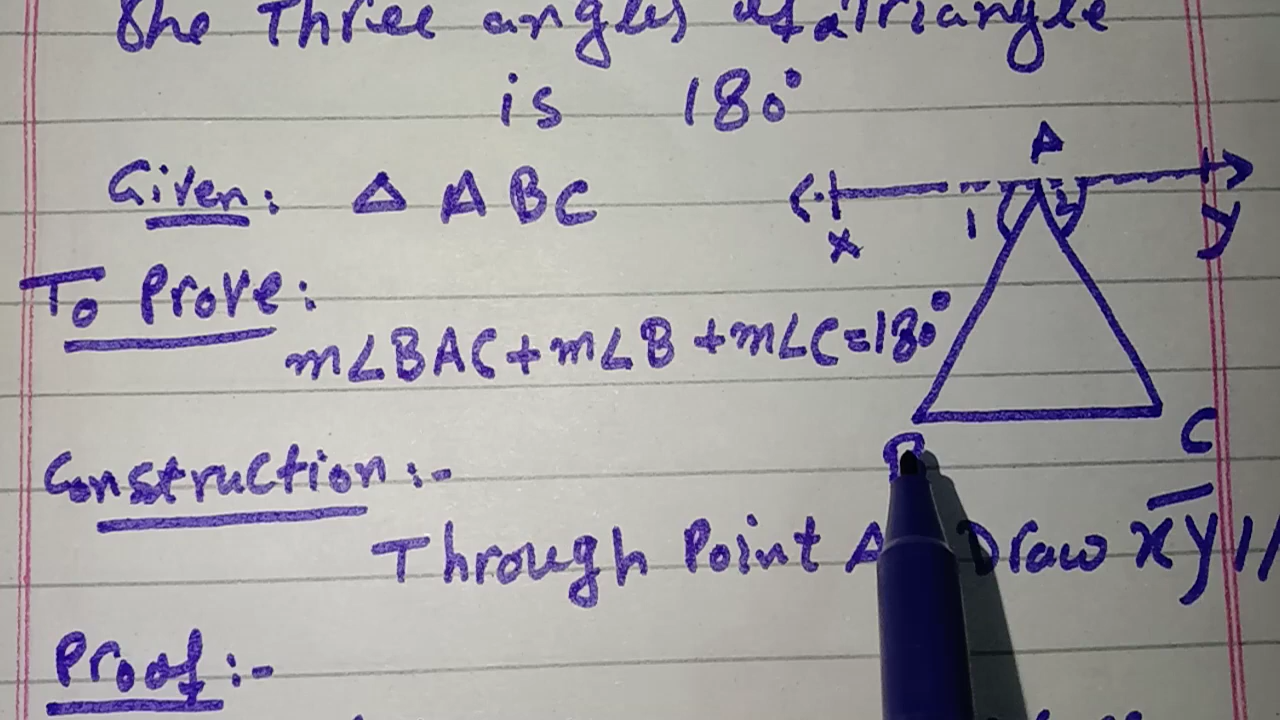 The Three angles of a Triangle
is 180°
Given: △ ABC
A
x
1
2
y
To Prove:
m∠BAC+m∠B+m∠C=180°
B
C
Construction:-
Through Point A Draw xy //
Proof:-